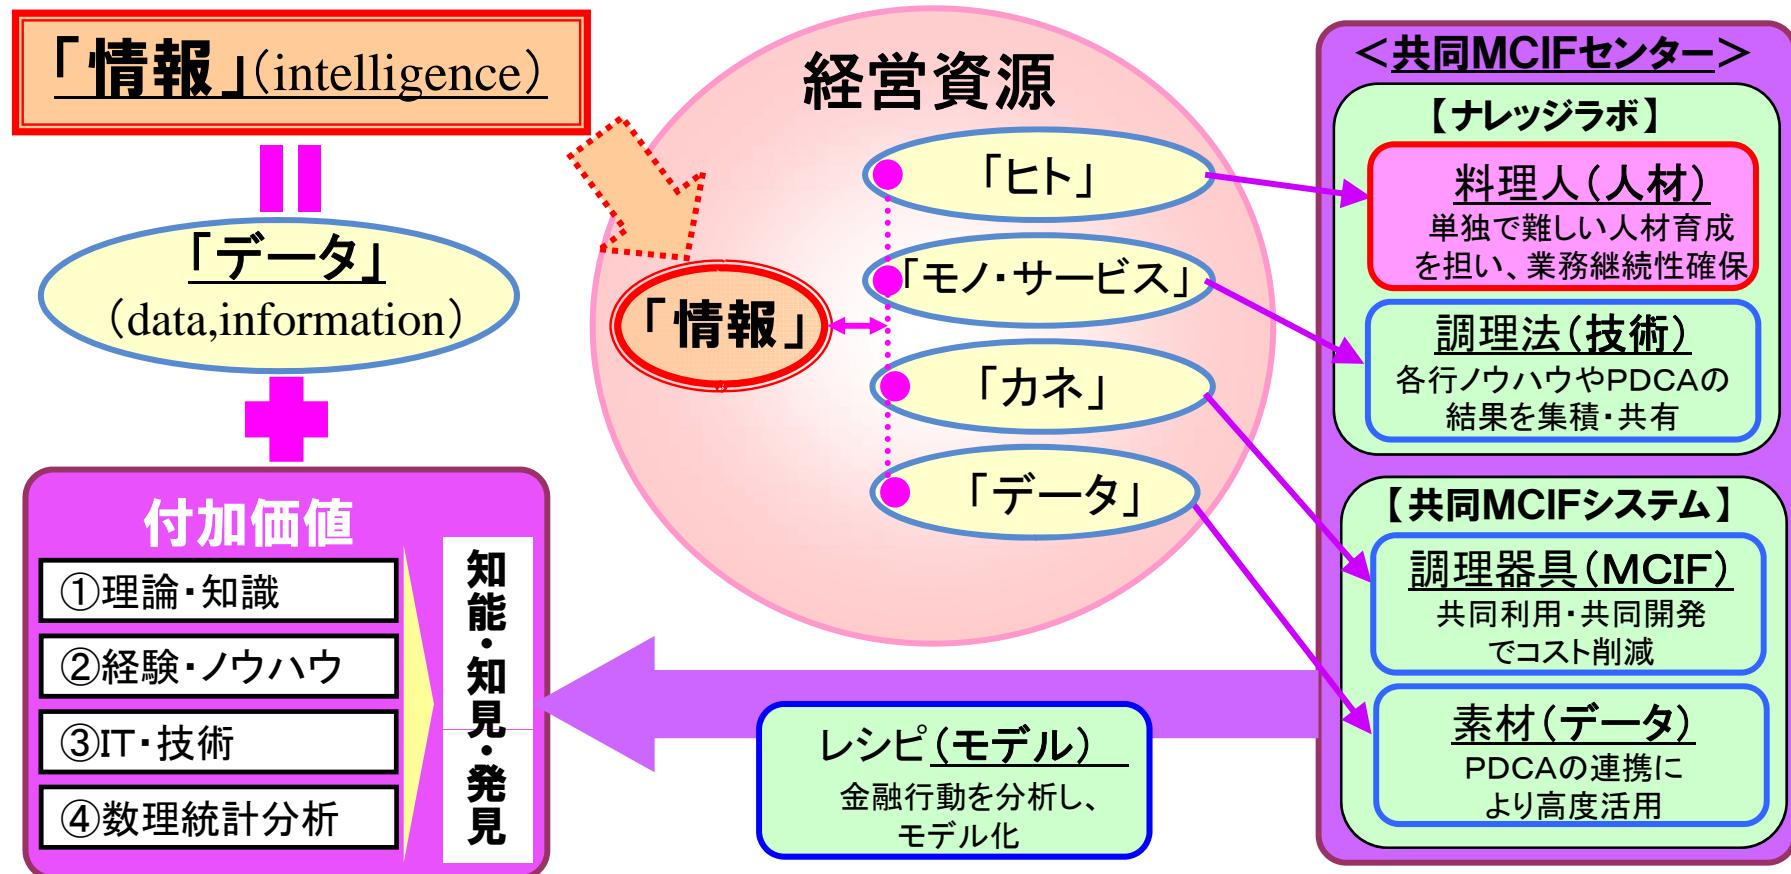 「情報」(intelligence)
「データ」
(data,information)
付加価値
①理論・知識
②経験・ノウハウ
③IT・技術
④数理統計分析
知能・知見・発見
経営資源
「情報」
「ヒト」
「モノ・サービス」
「カネ」
「データ」
レシピ(モデル)
金融行動を分析し、
モデル化
＜共同MCIFセンター＞
【ナレッジラボ】
料理人(人材)
単独で難しい人材育成
を担い、業務継続性確保
調理法(技術)
各行ノウハウやPDCAの
結果を集積・共有
【共同MCIFシステム】
調理器具(MCIF)
共同利用・共同開発
でコスト削減
素材(データ)
PDCAの連携に
より高度活用